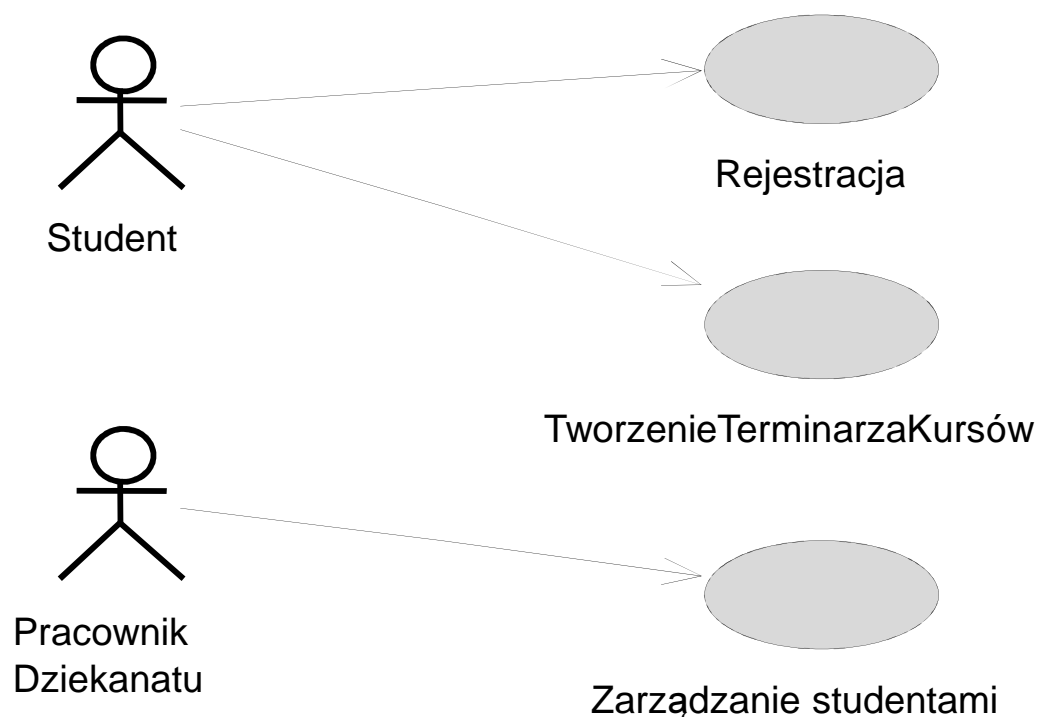 Rejestracja
Student
TworzenieTerminarzaKursów
Pracownik
Dziekanatu
Zarządzanie studentami